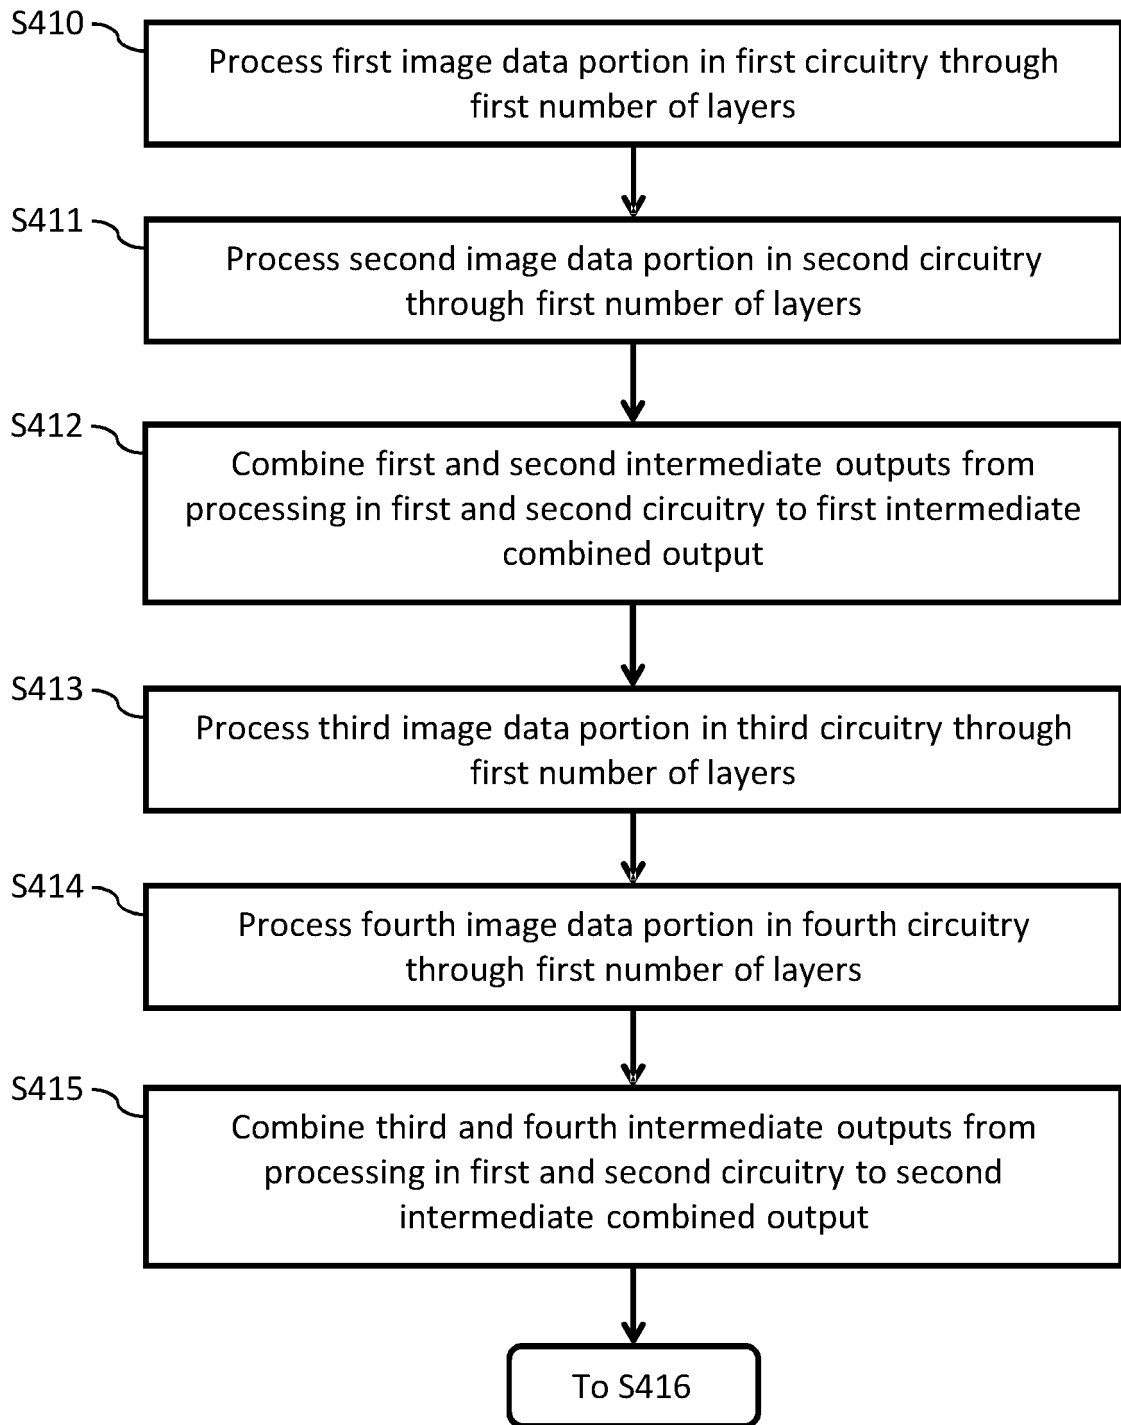 S410
Process first image data portion in first circuitry through
first number of layers
S411
Process second image data portion in second circuitry
through first number of layers
S412
Combine first and second intermediate outputs from
processing in first and second circuitry to first intermediate
combined output
S413
Process third image data portion in third circuitry through
first number of layers
S414
Process fourth image data portion in fourth circuitry
through first number of layers
S415
Combine third and fourth intermediate outputs from
processing in first and second circuitry to second
intermediate combined output
To S416